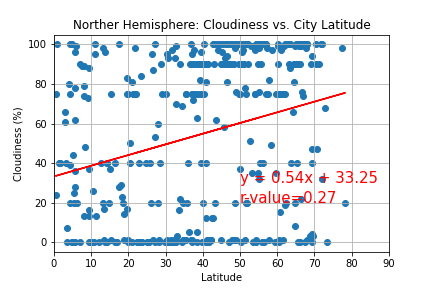 Norther Hemisphere: Cloudiness vs. City Latitude
Cloudiness (%)
100
80
60
40
20
0
y = 0.54x + 33.25
r-value=0.27
0 10 20 30 40 50 60 70 80 90
Latitude